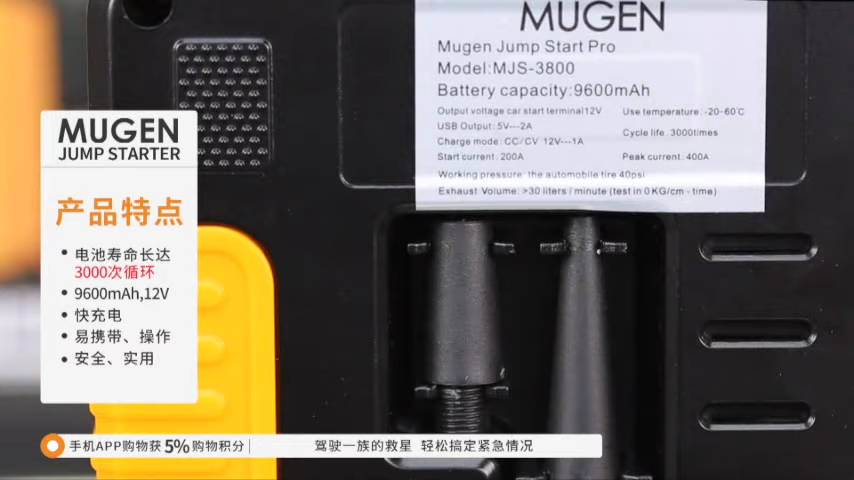 MUGEN
Mugen Jump Start Pro
Model:MJS-3800
Battery capacity:9600mAh
Output voltage car start terminal12V
Use temperature: -20-60℃
USB Output: 5V---2A
Cycle life: 3000times
Charge mode: CC/CV 12V---1A
Start current: 200A
Peak current: 400A
Working pressure: the automobile tire 40psi
Exhaust Volume: >30 liters / minute (test in 0 KG/cm - time)
MUGEN
JUMP STARTER
产品特点
电池寿命长达
3000次循环
9600mAh,12V
快充电
易携带、操作
安全、实用
手机APP购物获 5% 购物积分
驾驶一族的救星 轻松搞定紧急情况